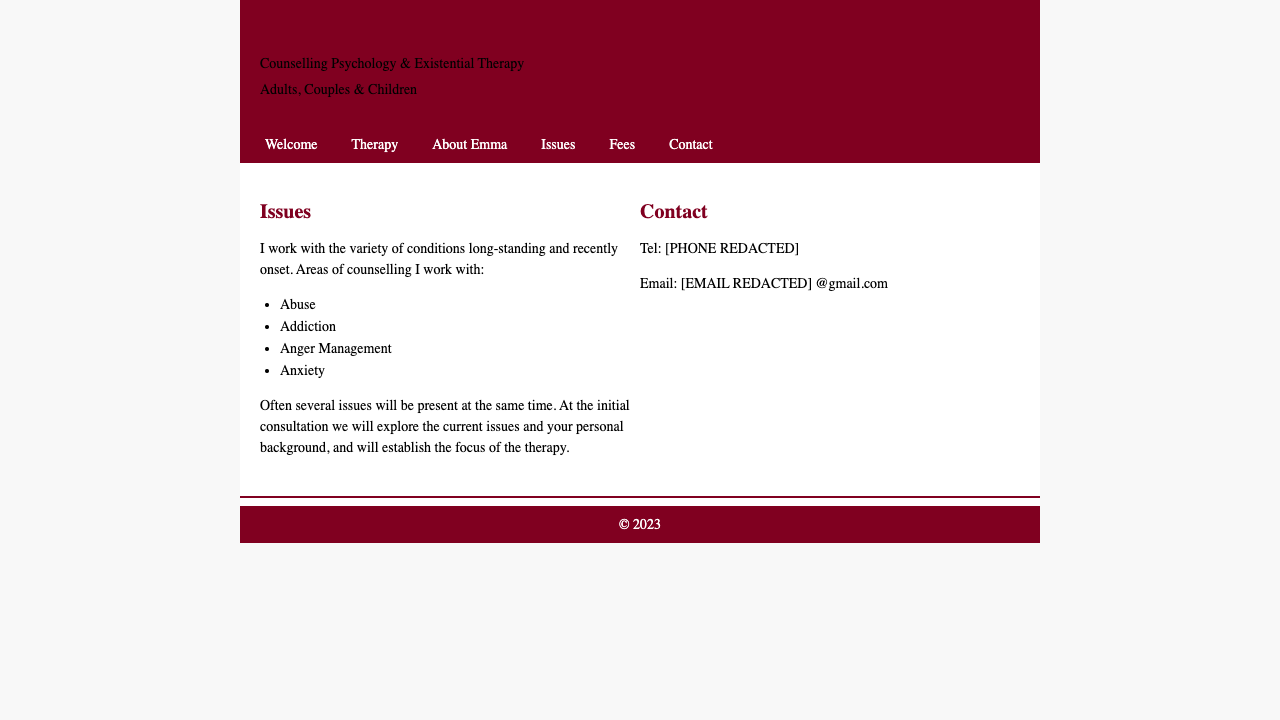 Counselling Psychology & Existential Therapy
Adults, Couples & Children
Welcome Therapy About Emma Issues Fees Contact
Issues
I work with the variety of conditions long-standing and recently
onset. Areas of counselling I work with:
• Abuse
• Addiction
• Anger Management
• Anxiety
Often several issues will be present at the same time. At the initial
consultation we will explore the current issues and your personal
background, and will establish the focus of the therapy.
Contact
Tel: [PHONE REDACTED]
Email: [EMAIL REDACTED] @gmail.com
© 2023